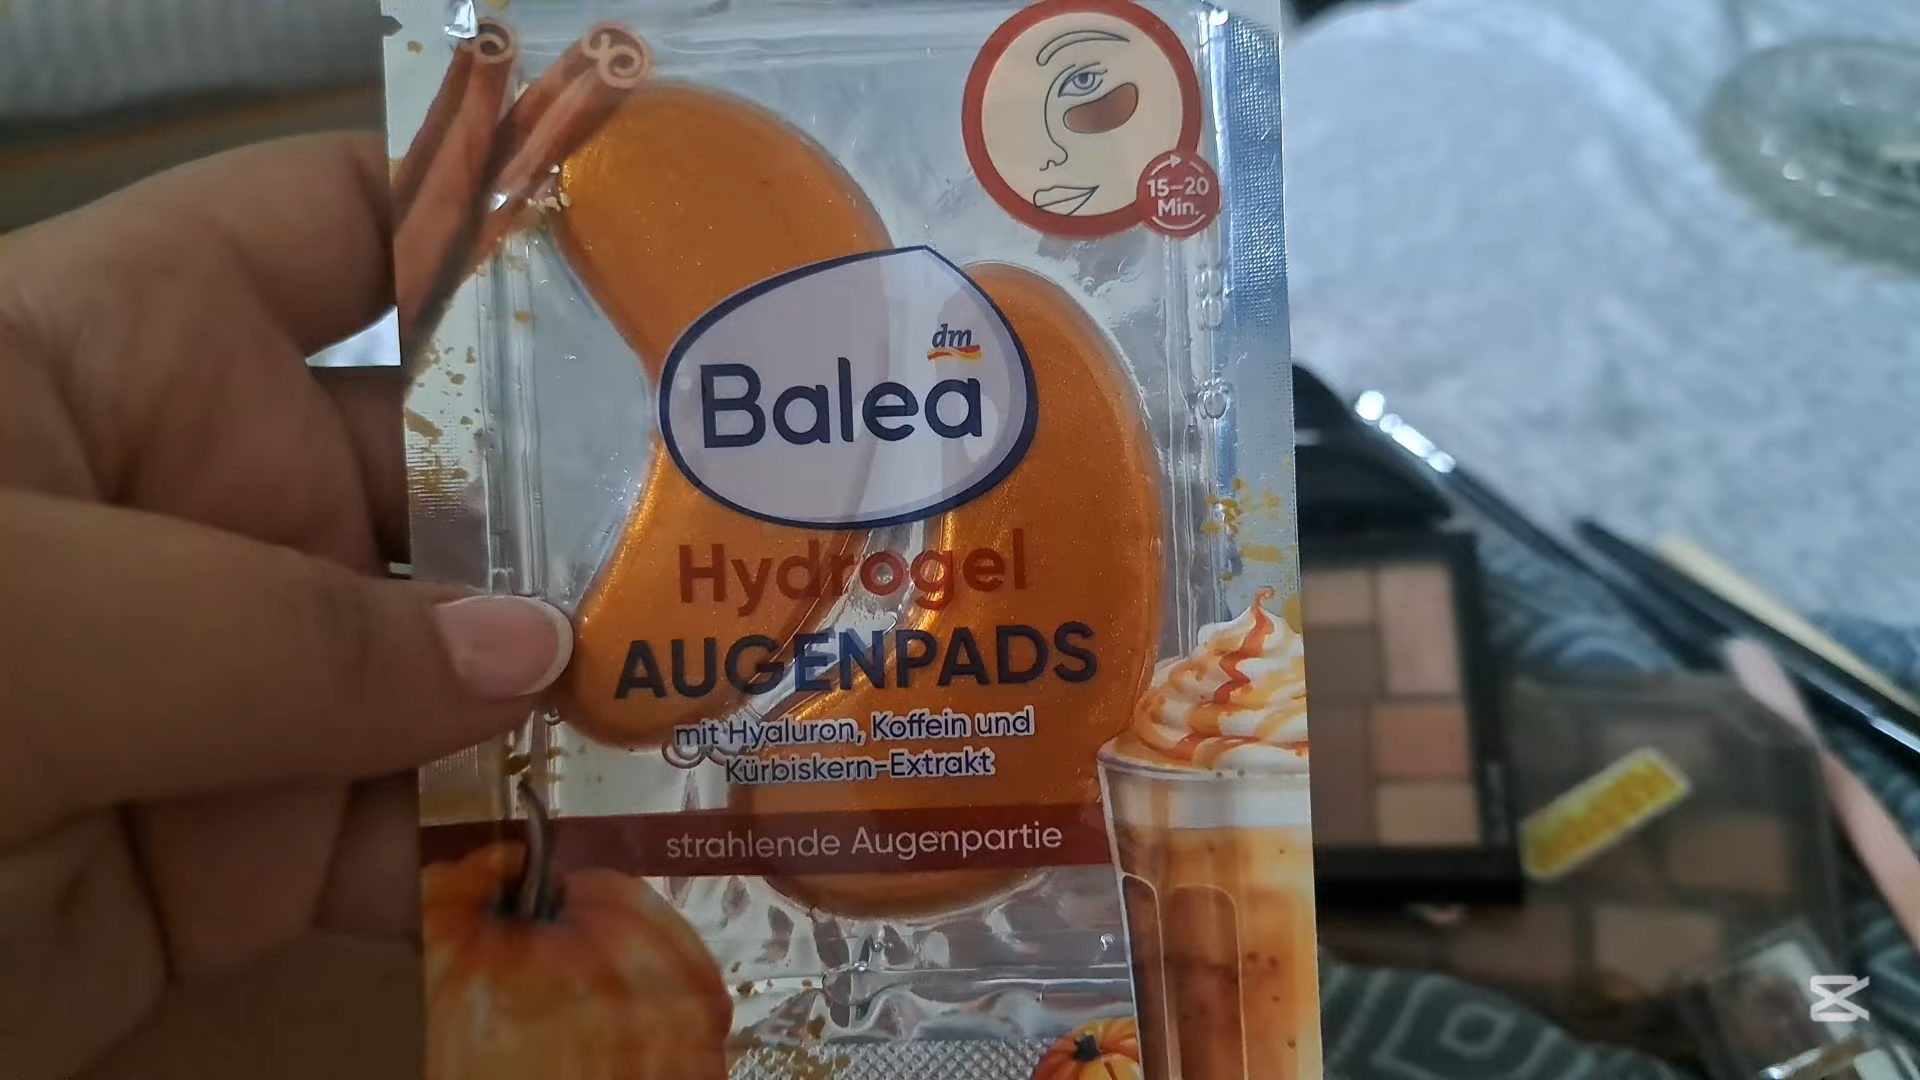 15–20
Min.
dm
Balea
Hydrogel
AUGENPADS
mit Hyaluron, Koffein und
Kürbiskern-Extrakt
strahlende Augenpartie